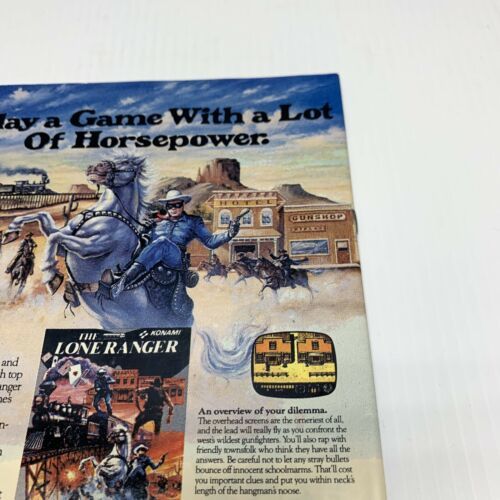 lay a Game With a Lot
Of Horsepower.
HOTEL
GUNSHOP
THE
KONAMI
LONE RANGER
and
h top
anger
e's
n-
h
An overview of your dilemma.
The overhead screens are the orneriest of all,
and the lead will really fly as you confront the
west's wildest gunfighters. You'll also rap with
friendly townsfolk who think they have all the
answers. Be careful not to let any stray bullets
bounce off innocent schoolmarms. That'll cost
you important clues and put you within neck's
length of the hangman's noose.